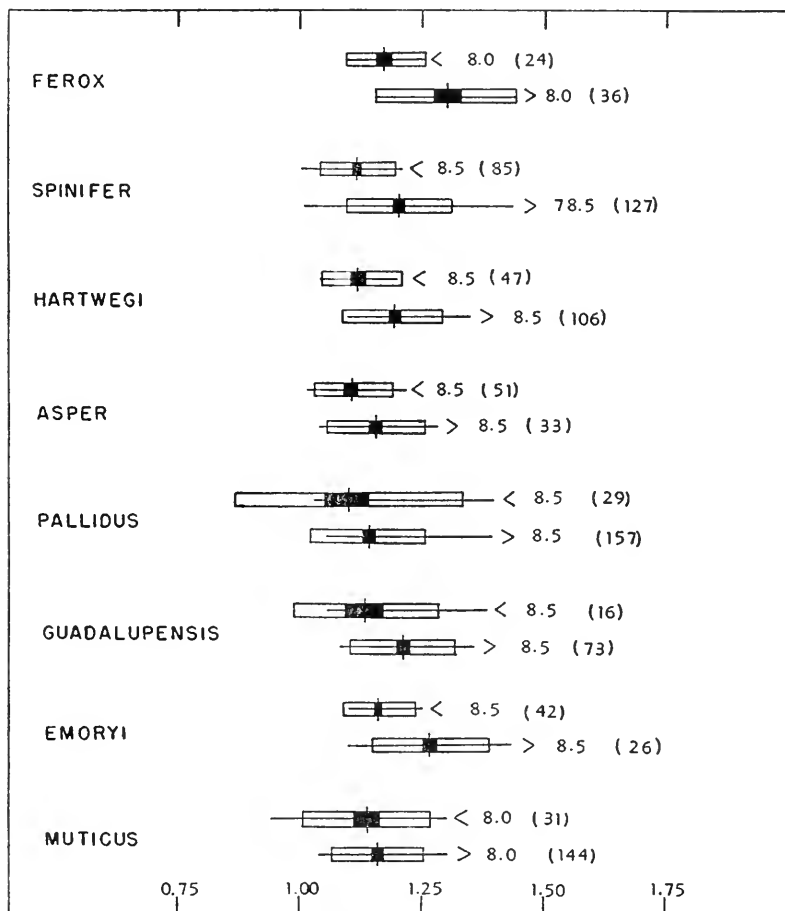 < 8.0 (24)
FEROX
> 8.0 (36)
< 8.5 (85)
SPINIFER
> 78.5 (127)
< 8.5 (47)
HARTWEGI
> 8.5 (106)
< 8.5 (51)
ASPER
> 8.5 (33)
< 8.5 (29)
PALLIDUS
> 8.5 (157)
< 8.5 (16)
GUADALUPENSIS
> 8.5 (73)
< 8.5 (42)
EMORYI
> 8.5 (26)
< 8.0 (31)
MUTICUS
> 8.0 (144)
0.75 1.00 1.25 1.50 1.75